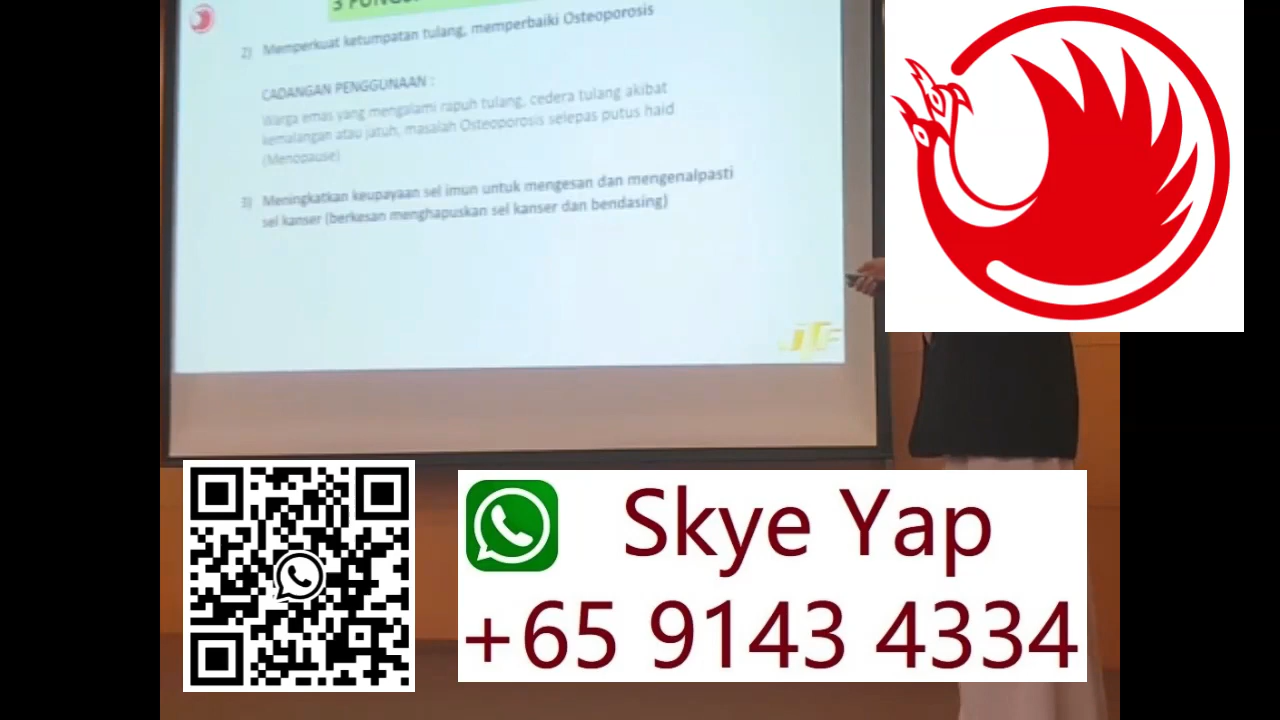 3 FUNGSI
2) Memperkuat ketumpatan tulang, memperbaiki Osteoporosis
CADANGAN PENGGUNAAN :
Warga emas yang mengalami rapuh tulang, cedera tulang akibat
kemalangan atau jatuh, masalah Osteoporosis selepas putus haid
(Menopause)
3) Meningkatkan keupayaan sel imun untuk mengesan dan mengenalpasti
sel kanser (berkesan menghapuskan sel kanser dan bendasing)
Skye Yap
+65 9143 4334